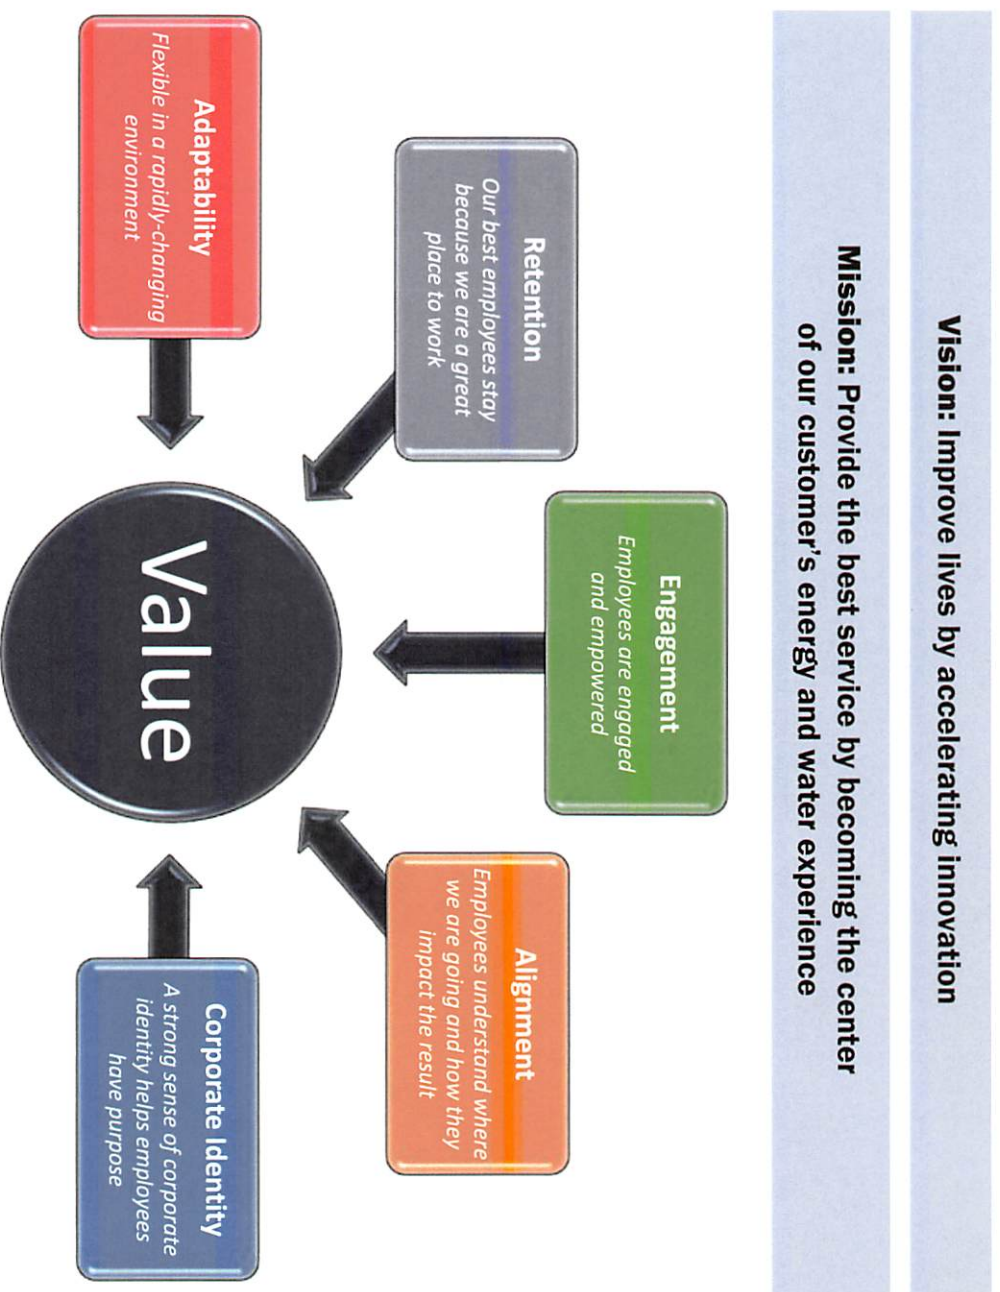 Vision: Improve lives by accelerating innovation
Mission: Provide the best service by becoming the center
of our customer's energy and water experience
Engagement
Employees are engaged
and empowered
Retention
Our best employees stay
because we are a great
place to work
Alignment
Employees understand where
we are going and how they
impact the result
Adaptability
Flexible in a rapidly-changing
environment
Corporate Identity
A strong sense of corporate
identity helps employees
have purpose
Value